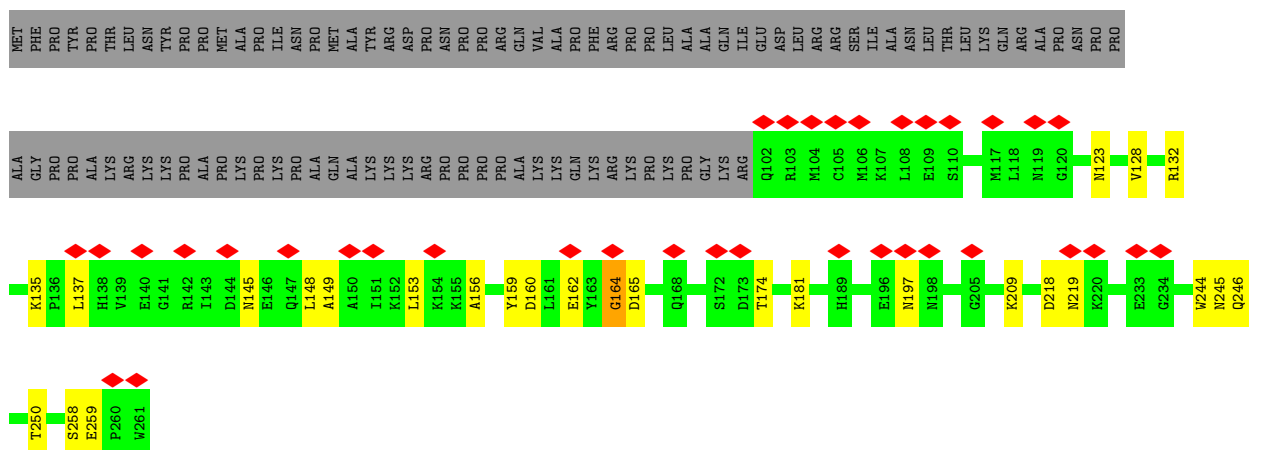 MET PHE PRO TYR PRO THR LEU ASN TYR PRO PRO MET ALA PRO ILE ASN PRO MET ALA TYR ARG ASP PRO ASN PRO PRO ARG GLN VAL ALA PRO PHE ARG PRO PRO LEU ALA ALA GLN ILE GLU ASP LEU ARG ARG SER ILE ALA ASN LEU THR LEU LYS GLN ARG ALA PRO ASN PRO PRO
ALA GLY PRO PRO ALA LYS ARG LYS LYS PRO ALA PRO LYS PRO LYS PRO ALA GLN ALA LYS LYS LYS ARG PRO PRO PRO PRO ALA LYS LYS GLN LYS ARG LYS PRO LYS PRO GLY LYS ARG Q102 R103 M104 C105 M106 K107 L108 E109 S110 M117 L118 N119 G120 N123 V128 R132
K135 P136 L137 H138 V139 E140 G141 R142 I143 D144 N145 E146 Q147 L148 A149 A150 I151 K152 L153 K154 K155 A156 Y159 D160 L161 E162 Y163 G164 D165 Q168 S172 D173 T174 K181 H189 E196 N197 N198 G205 K209 D218 N219 K220 E233 G234 W244 N245 Q246
T250 S258 E259 P260 W261